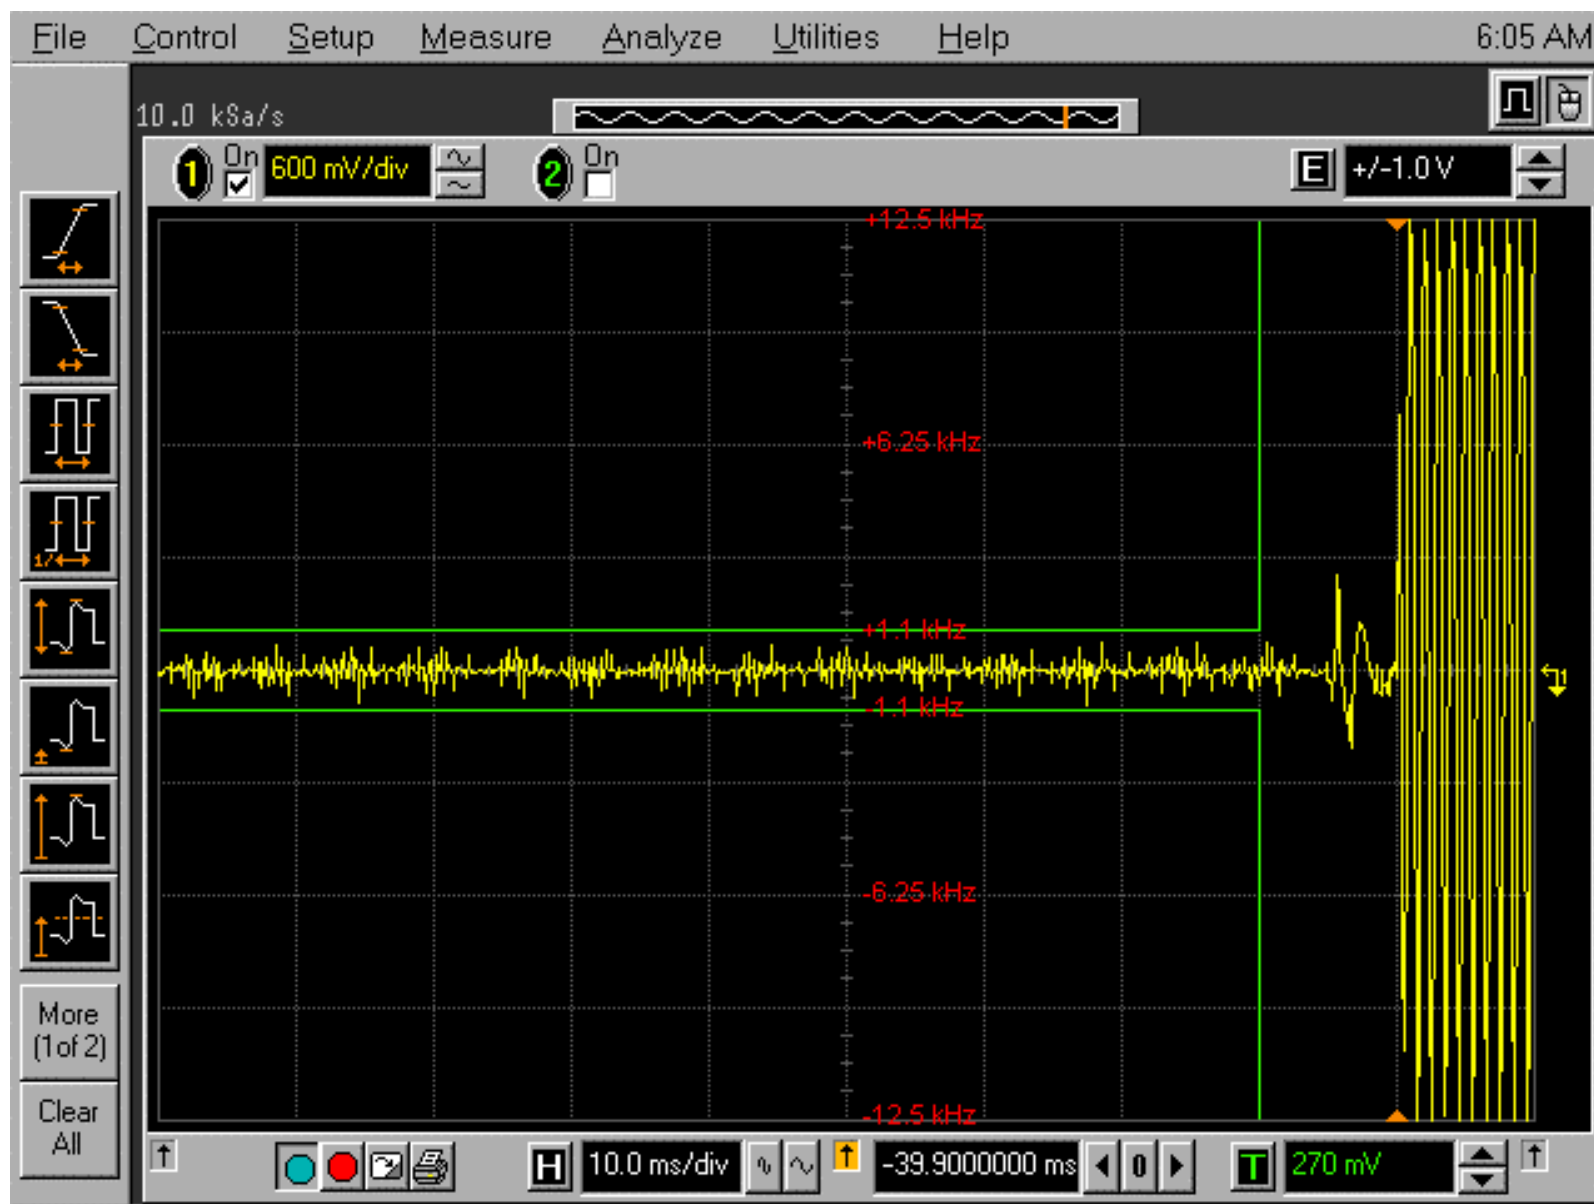 File Control Setup Measure Analyze Utilities Help 6:05 AM
10.0 kSa/s
1 On 600 mV/div 2 On E +/-1.0 V
+12.5 kHz
+6.25 kHz
1/
+1.1 kHz
-1.1 kHz
-6.25 kHz
More
(1 of 2)
Clear
All
-12.5 kHz
H 10.0 ms/div -39.9000000 ms 0 T 270 mV